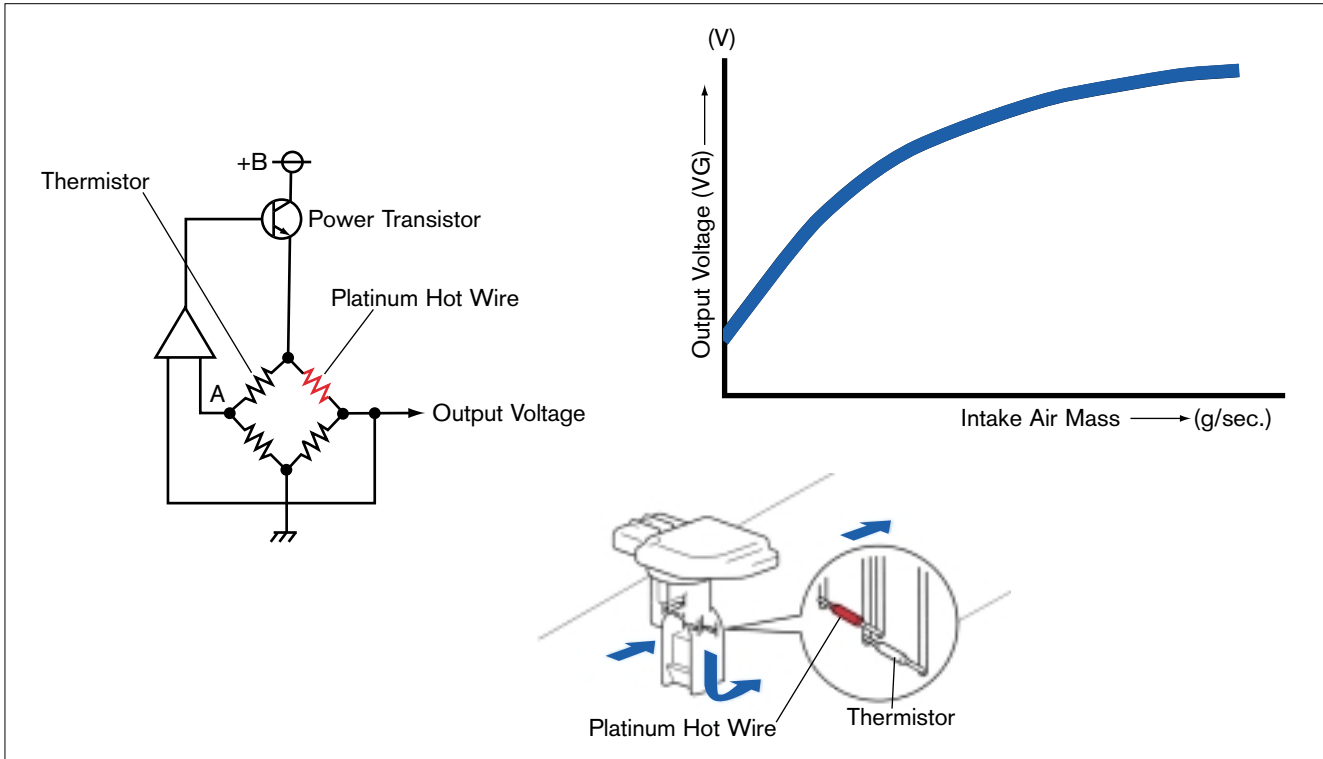 Thermistor
+B
Power Transistor
Platinum Hot Wire
A
Output Voltage
(V)
Output Voltage (VG)
Intake Air Mass
(g/sec.)
Platinum Hot Wire
Thermistor